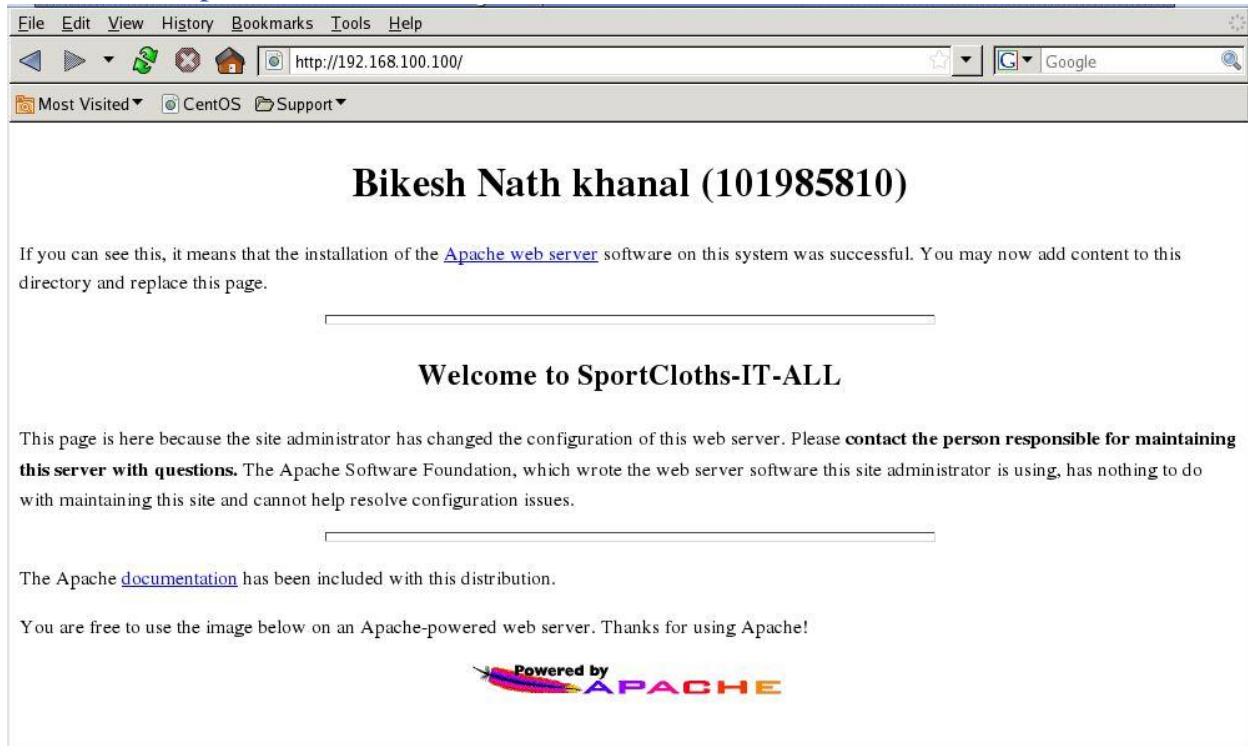 File Edit View History Bookmarks Tools Help
http://192.168.100.100/ G Google
Most Visited CentOS Support
Bikesh Nath khanal (101985810)
If you can see this, it means that the installation of the Apache web server software on this system was successful. You may now add content to this
directory and replace this page.
Welcome to SportCloths-IT-ALL
This page is here because the site administrator has changed the configuration of this web server. Please contact the person responsible for maintaining
this server with questions. The Apache Software Foundation, which wrote the web server software this site administrator is using, has nothing to do
with maintaining this site and cannot help resolve configuration issues.
The Apache documentation has been included with this distribution.
You are free to use the image below on an Apache-powered web server. Thanks for using Apache!
Powered by
APACHE